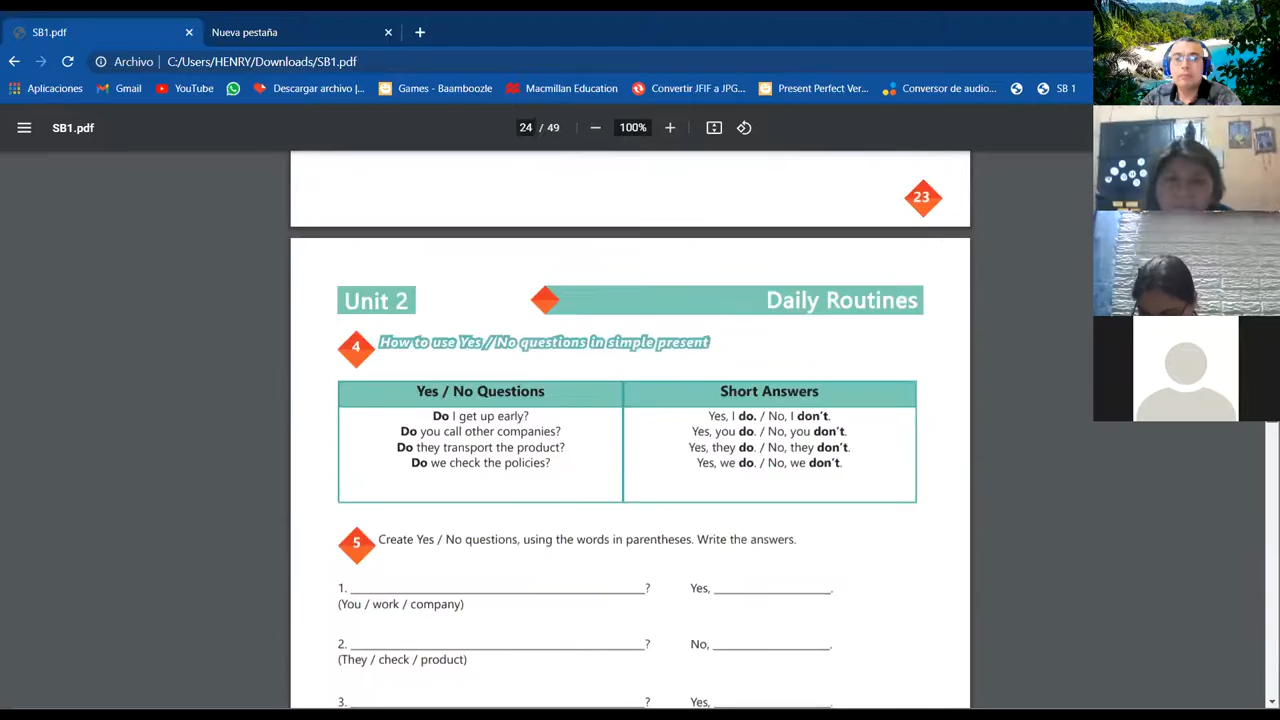 SB1.pdf
Nueva pestaña
Archivo C:/Users/HENRY/Downloads/SB1.pdf
Aplicaciones Gmail YouTube Descargar archivo |... Games - Baamboozle Macmillan Education Convertir JFIF a JPG... Present Perfect Ver... Conversor de audio... SB 1
SB1.pdf 24 / 49 100%
23
Unit 2 Daily Routines
4 How to use Yes / No questions in simple present
Yes / No Questions Short Answers
Do I get up early? Yes, I do. / No, I don't.
Do you call other companies? Yes, you do. / No, you don't.
Do they transport the product? Yes, they do. / No, they don't.
Do we check the policies? Yes, we do. / No, we don't.
5 Create Yes / No questions, using the words in parentheses. Write the answers.
1. ______________________________? Yes, ____________.
(You / work / company)
2. ______________________________? No, ____________.
(They / check / product)
3. ______________________________? Yes, ____________.